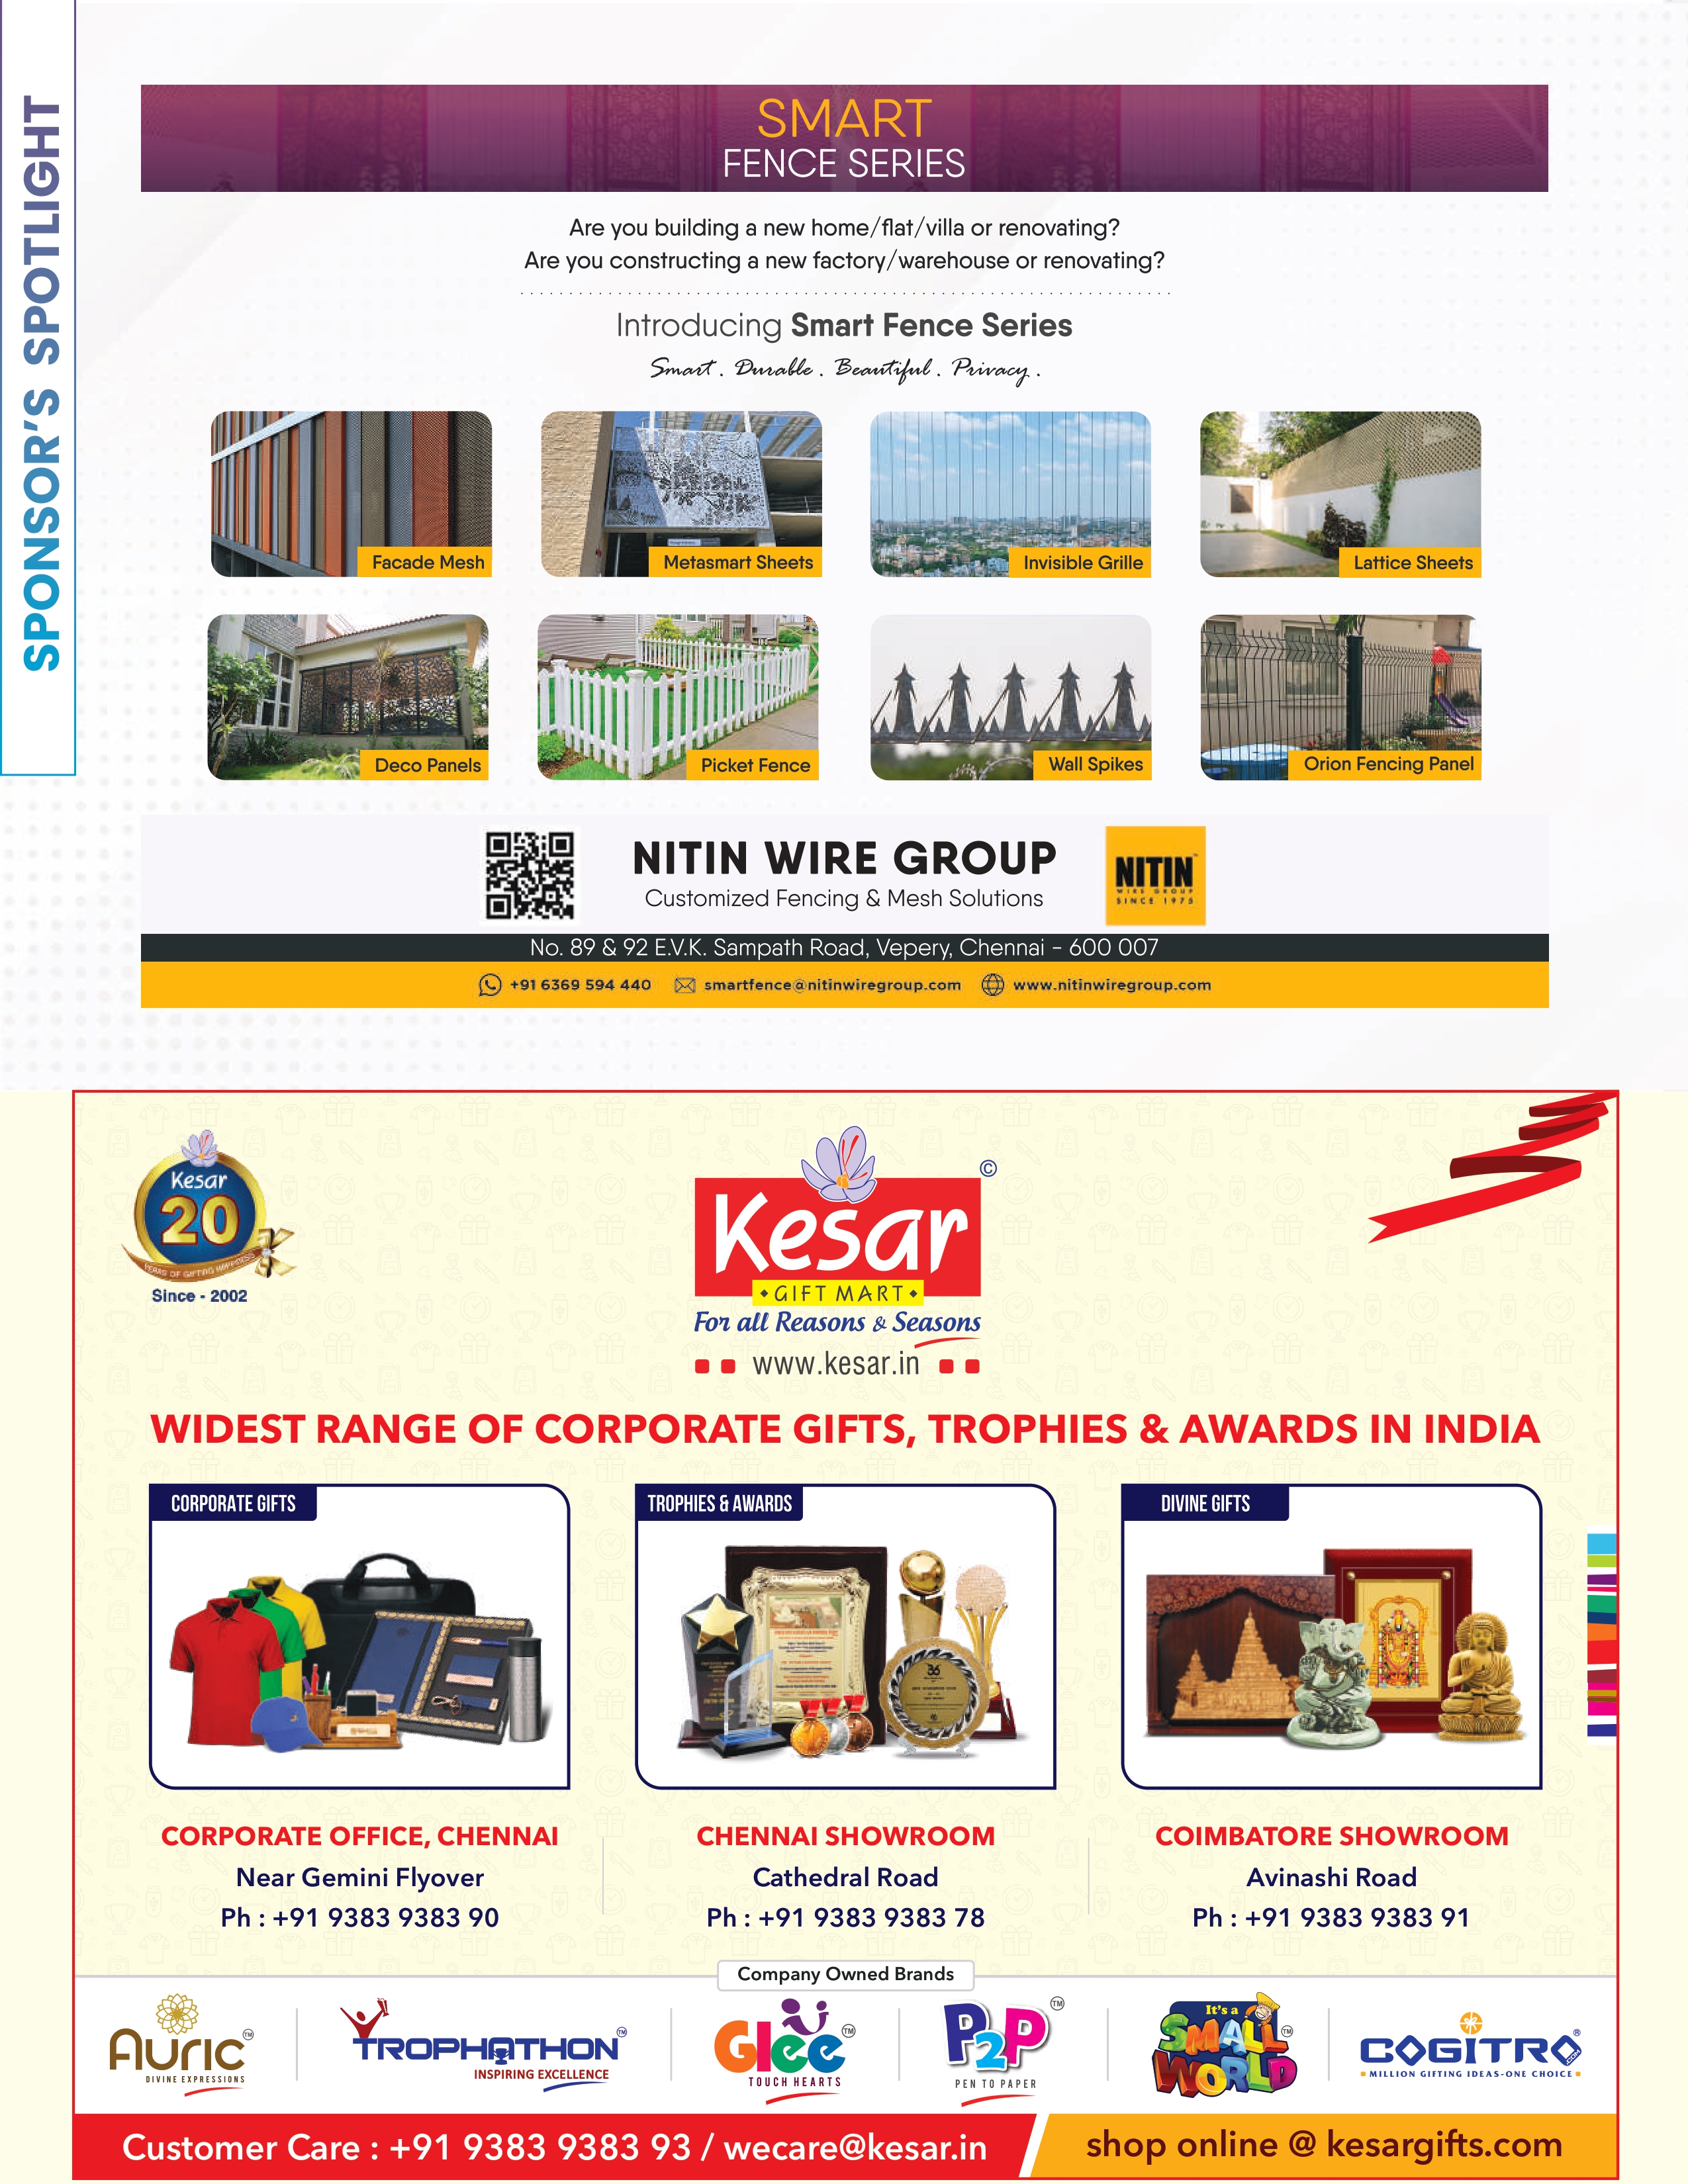 SPONSOR'S SPOTLIGHT
SMART
FENCE SERIES
Are you building a new home/flat/villa or renovating?
Are you constructing a new factory/warehouse or renovating?
Introducing Smart Fence Series
Smart . Durable . Beautiful . Privacy .
Facade Mesh
Metasmart Sheets
Invisible Grille
Lattice Sheets
Deco Panels
Picket Fence
Wall Spikes
Orion Fencing Panel
NITIN WIRE GROUP
Customized Fencing & Mesh Solutions
NITIN
WIRE GROUP
SINCE 1975
No. 89 & 92 E.V.K. Sampath Road, Vepery, Chennai - 600 007
+91 6369 594 440 smartfence@nitinwiregroup.com www.nitinwiregroup.com
Kesar
20
YEARS OF GIFTING HAPPINESS
Since - 2002
©
Kesar
GIFT MART
For all Reasons & Seasons
www.kesar.in
WIDEST RANGE OF CORPORATE GIFTS, TROPHIES & AWARDS IN INDIA
CORPORATE GIFTS
TROPHIES & AWARDS
DIVINE GIFTS
36
CORPORATE OFFICE, CHENNAI
Near Gemini Flyover
Ph : +91 9383 9383 90
CHENNAI SHOWROOM
Cathedral Road
Ph : +91 9383 9383 78
COIMBATORE SHOWROOM
Avinashi Road
Ph : +91 9383 9383 91
Company Owned Brands
Auric TM
DIVINE EXPRESSIONS
TROPHATHON TM
INSPIRING EXCELLENCE
Glee TM
TOUCH HEARTS
P2P TM
PEN TO PAPER
It's a
SMALL TM
WORLD
COGITRO .COM ®
MILLION GIFTING IDEAS-ONE CHOICE
Customer Care : +91 9383 9383 93 / wecare@kesar.in
shop online @ kesargifts.com